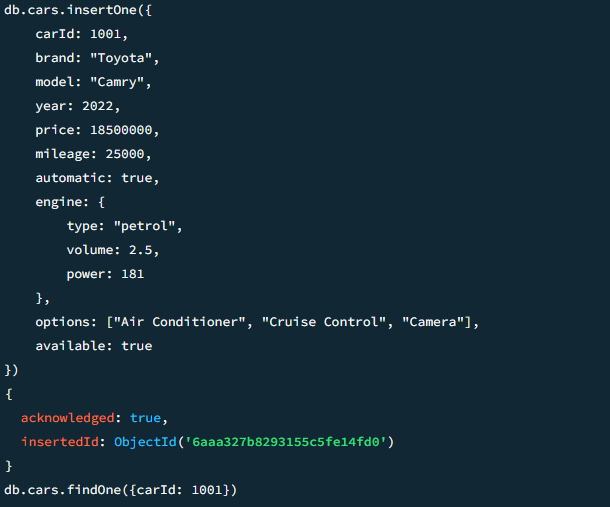 db.cars.insertOne({
    carId: 1001,
    brand: "Toyota",
    model: "Camry",
    year: 2022,
    price: 18500000,
    mileage: 25000,
    automatic: true,
    engine: {
        type: "petrol",
        volume: 2.5,
        power: 181
    },
    options: ["Air Conditioner", "Cruise Control", "Camera"],
    available: true
})
{
  acknowledged: true,
  insertedId: ObjectId('6aaa327b8293155c5fe14fd0')
}
db.cars.findOne({carId: 1001})